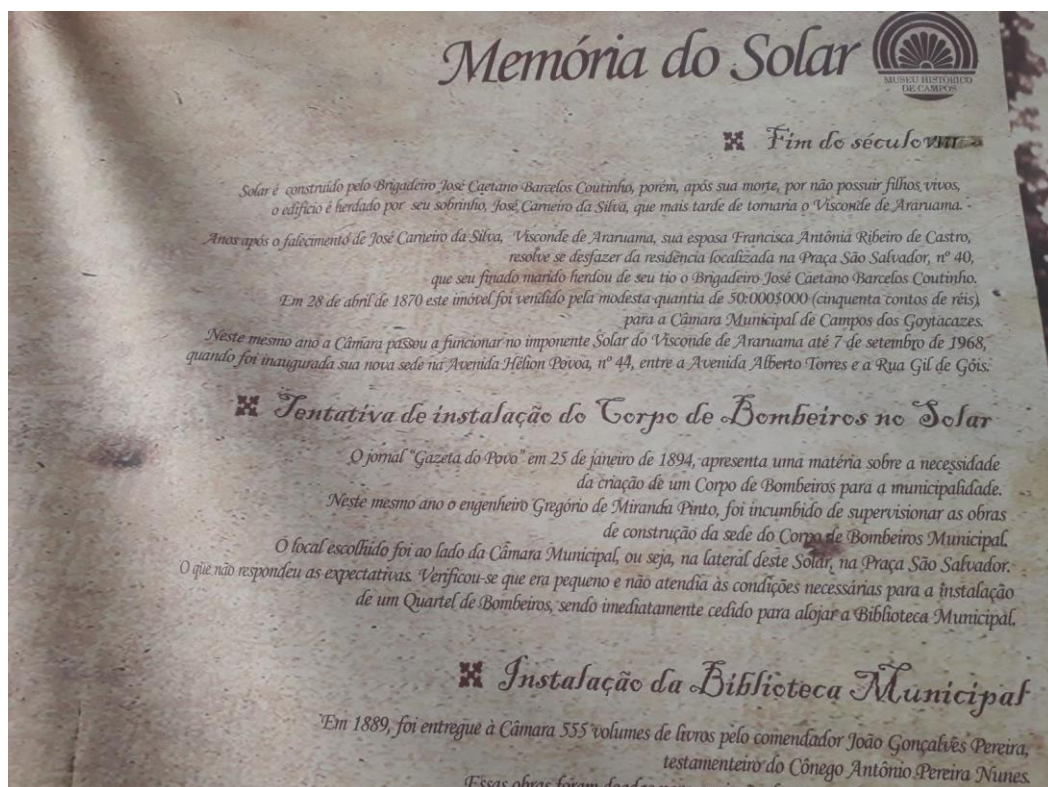 Memória do Solar
MUSEU HISTÓRICO
DE CAMPOS
Fim do século VIII
Solar é construído pelo Brigadeiro José Caetano Barcelos Coutinho, porém, após sua morte, por não possuir filhos vivos,
o edifício é herdado por seu sobrinho, José Carneiro da Silva, que mais tarde de tornaria o Visconde de Araruama.
Anos após o falecimento de José Carneiro da Silva, Visconde de Araruama, sua esposa Francisca Antônia Ribeiro de Castro,
resolve se desfazer da residência localizada na Praça São Salvador, nº 40,
que seu finado marido herdou de seu tio o Brigadeiro José Caetano Barcelos Coutinho.
Em 28 de abril de 1870 este imóvel foi vendido pela modesta quantia de 50:000$000 (cinquenta contos de réis),
para a Câmara Municipal de Campos dos Goytacazes.
Neste mesmo ano a Câmara passou a funcionar no imponente Solar do Visconde de Araruama até 7 de setembro de 1968,
quando foi inaugurada sua nova sede na Avenida Hélion Póvoa, nº 44, entre a Avenida Alberto Torres e a Rua Gil de Góis.
Tentativa de instalação do Corpo de Bombeiros no Solar
O jornal "Gazeta do Povo" em 25 de janeiro de 1894, apresenta uma matéria sobre a necessidade
da criação de um Corpo de Bombeiros para a municipalidade.
Neste mesmo ano o engenheiro Gregório de Miranda Pinto, foi incumbido de supervisionar as obras
de construção da sede do Corpo de Bombeiros Municipal.
O local escolhido foi ao lado da Câmara Municipal, ou seja, na lateral deste Solar, na Praça São Salvador.
O que não respondeu as expectativas. Verificou-se que era pequeno e não atendia às condições necessárias para a instalação
de um Quartel de Bombeiros, sendo imediatamente cedido para alojar a Biblioteca Municipal.
Instalação da Biblioteca Municipal
Em 1889, foi entregue à Câmara 555 volumes de livros pelo comendador João Gonçalves Pereira,
testamenteiro do Cônego Antônio Pereira Nunes.
Essas obras foram doadas